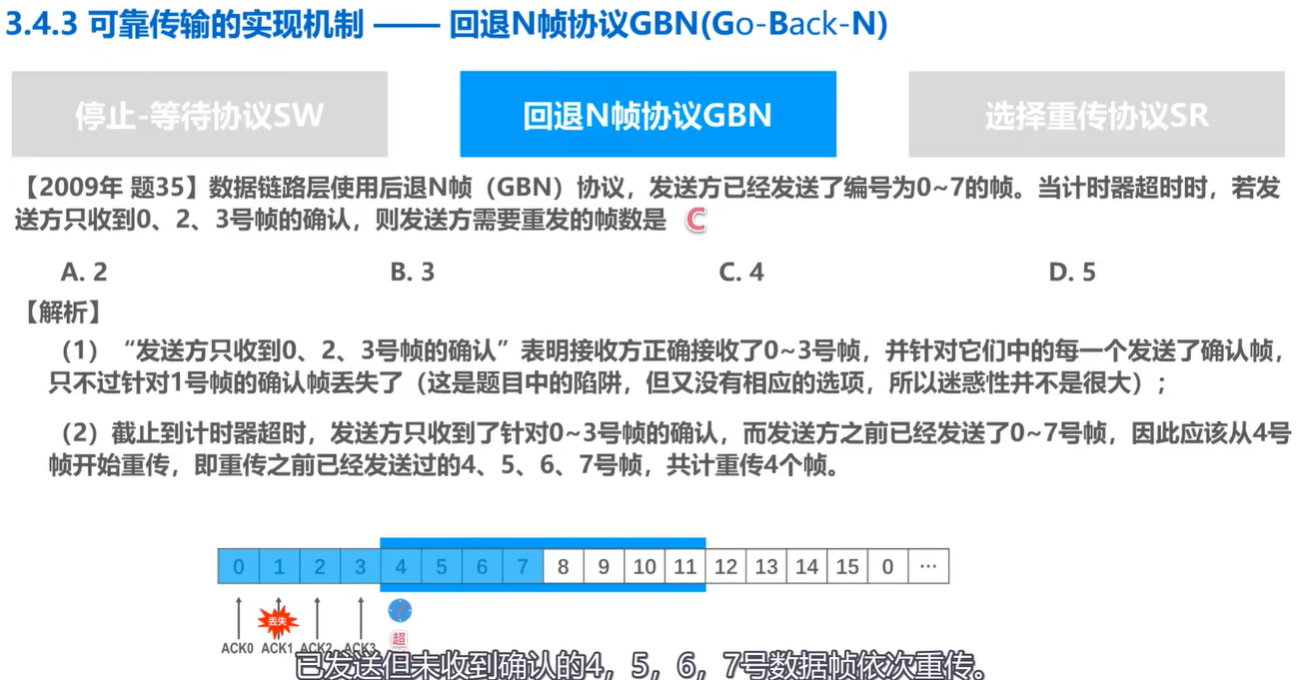 3.4.3 可靠传输的实现机制 —— 回退N帧协议GBN(Go-Back-N)
停止-等待协议SW
回退N帧协议GBN
选择重传协议SR
【2009年 题35】数据链路层使用后退N帧（GBN）协议，发送方已经发送了编号为0~7的帧。当计时器超时时，若发
送方只收到0、2、3号帧的确认，则发送方需要重发的帧数是 C
A. 2 B. 3 C. 4 D. 5
【解析】
（1）“发送方只收到0、2、3号帧的确认”表明接收方正确接收了0~3号帧，并针对它们中的每一个发送了确认帧，
只不过针对1号帧的确认帧丢失了（这是题目中的陷阱，但又没有相应的选项，所以迷惑性并不是很大）；
（2）截止到计时器超时，发送方只收到了针对0~3号帧的确认，而发送方之前已经发送了0~7号帧，因此应该从4号
帧开始重传，即重传之前已经发送过的4、5、6、7号帧，共计重传4个帧。
0 1 2 3 4 5 6 7 8 9 10 11 12 13 14 15 0 ···
丢失
超
ACK0 ACK1 ACK2 ACK3
已发送但未收到确认的4，5，6，7号数据帧依次重传。